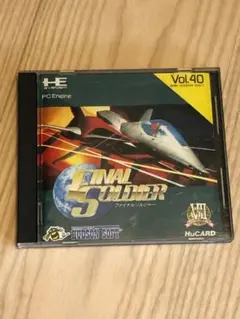 HE
PC Engine
Vol.40
FINAL
SOLDIER
ファイナルソルジャー
HUDSON SOFT
HuCARD